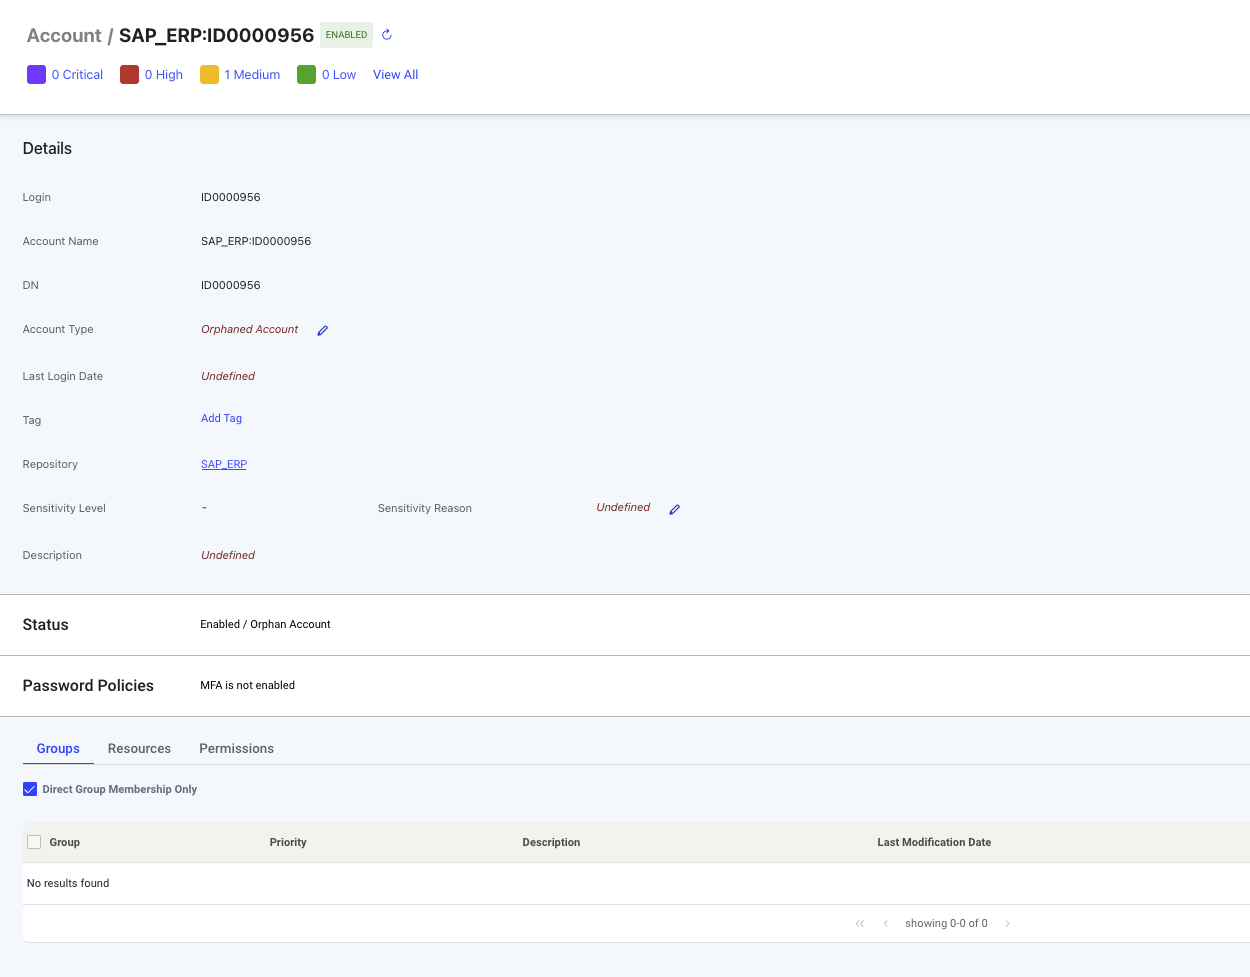 Account / SAP_ERP:ID0000956 ENABLED
0 Critical 0 High 1 Medium 0 Low View All
Details
Login ID0000956
Account Name SAP_ERP:ID0000956
DN ID0000956
Account Type Orphaned Account
Last Login Date Undefined
Tag Add Tag
Repository SAP_ERP
Sensitivity Level - Sensitivity Reason Undefined
Description Undefined
Status Enabled / Orphan Account
Password Policies MFA is not enabled
Groups Resources Permissions
Direct Group Membership Only
Group Priority Description Last Modification Date
No results found
showing 0-0 of 0